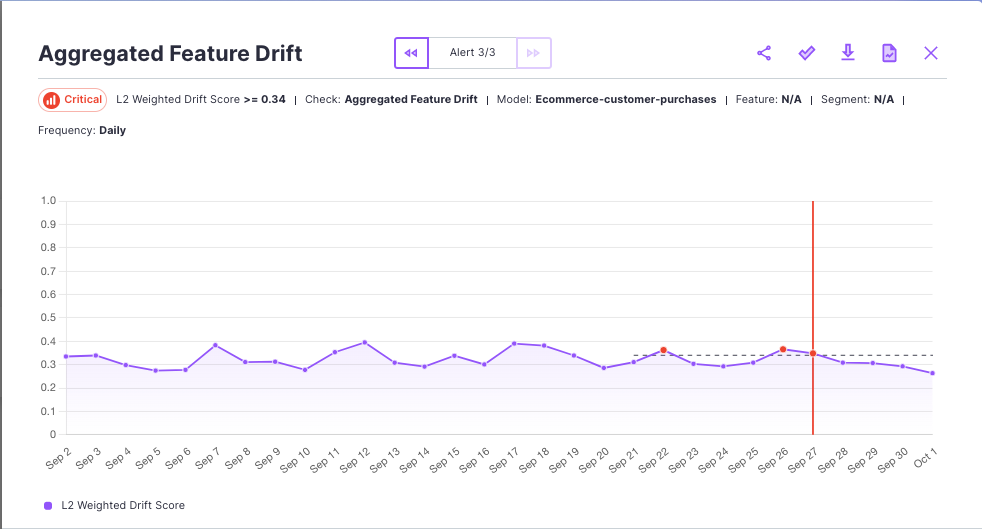 Aggregated Feature Drift
Alert 3/3
Critical L2 Weighted Drift Score >= 0.34 | Check: Aggregated Feature Drift | Model: Ecommerce-customer-purchases | Feature: N/A | Segment: N/A |
Frequency: Daily
1.0
0.9
0.8
0.7
0.6
0.5
0.4
0.3
0.2
0.1
0
Sep 2 Sep 3 Sep 4 Sep 5 Sep 6 Sep 7 Sep 8 Sep 9 Sep 10 Sep 11 Sep 12 Sep 13 Sep 14 Sep 15 Sep 16 Sep 17 Sep 18 Sep 19 Sep 20 Sep 21 Sep 22 Sep 23 Sep 24 Sep 25 Sep 26 Sep 27 Sep 28 Sep 29 Sep 30 Oct 1
L2 Weighted Drift Score